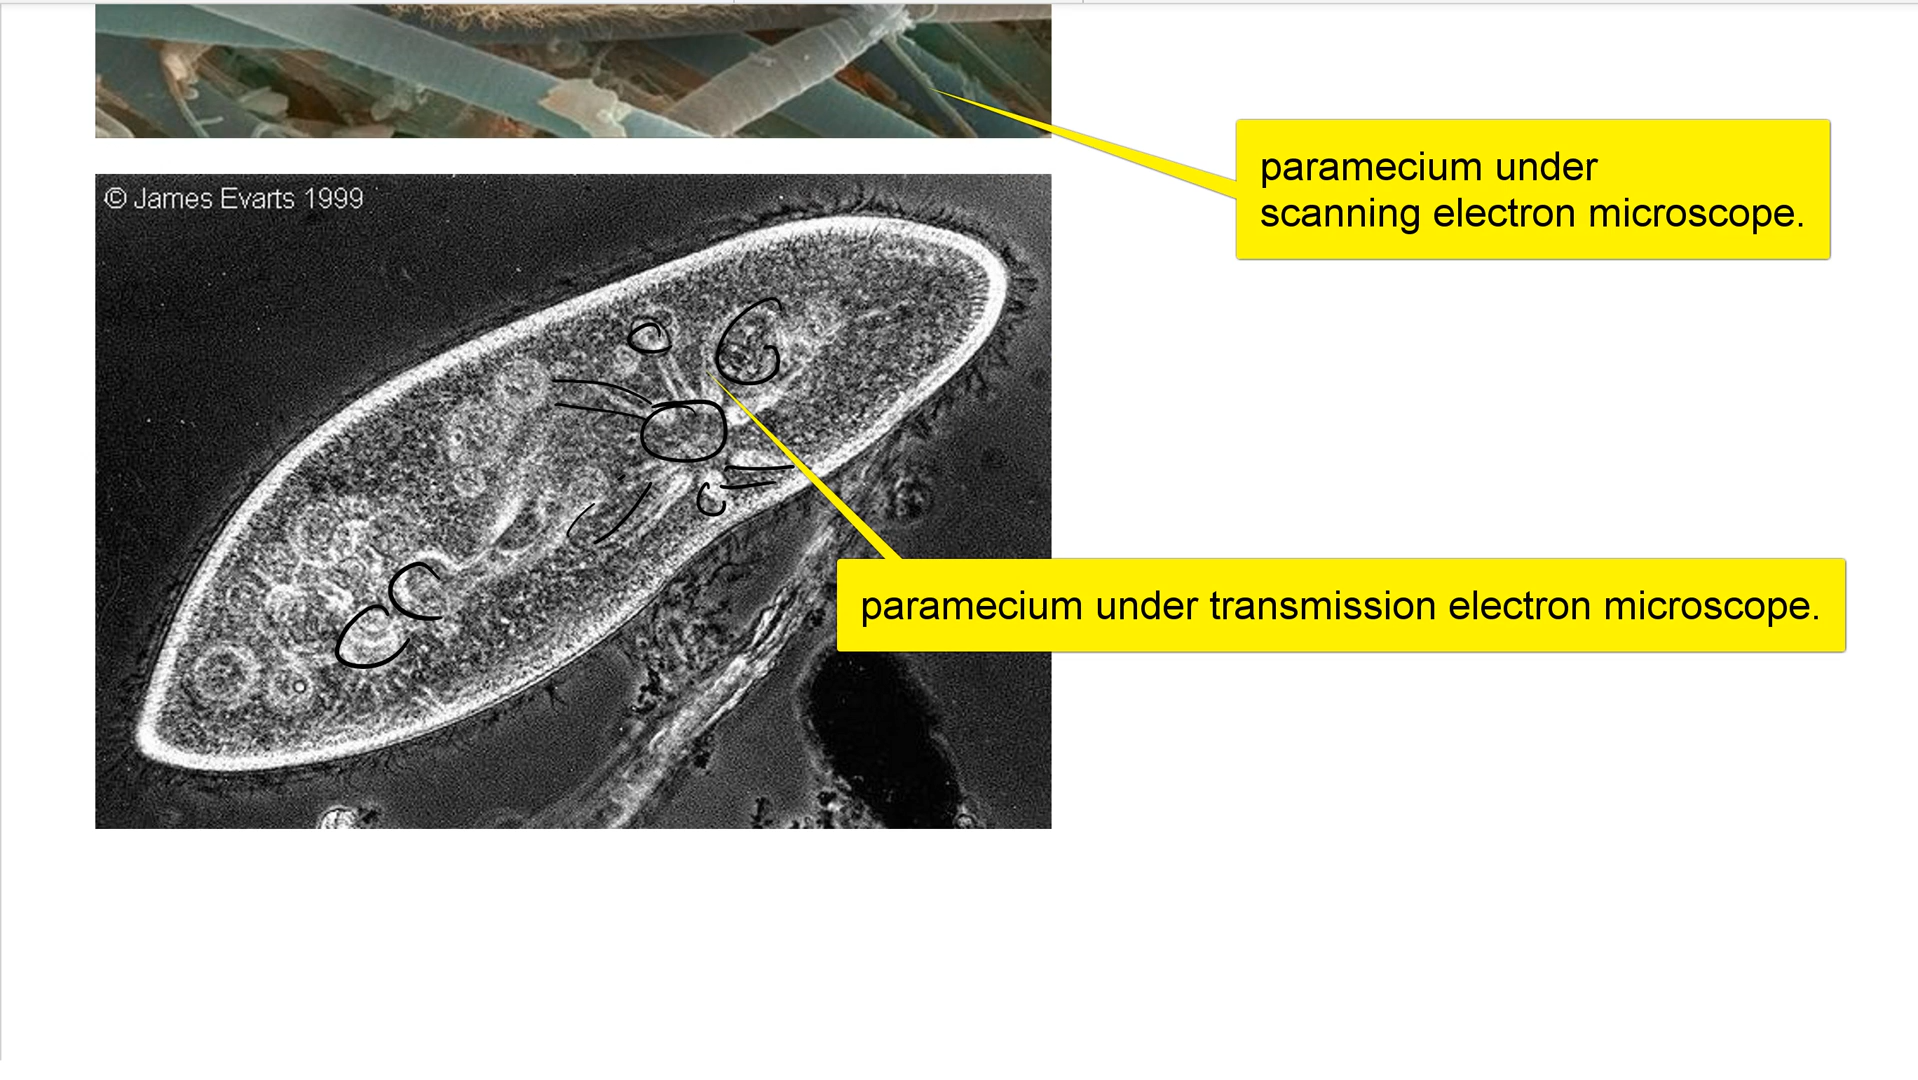 paramecium under
scanning electron microscope.
© James Evarts 1999
paramecium under transmission electron microscope.